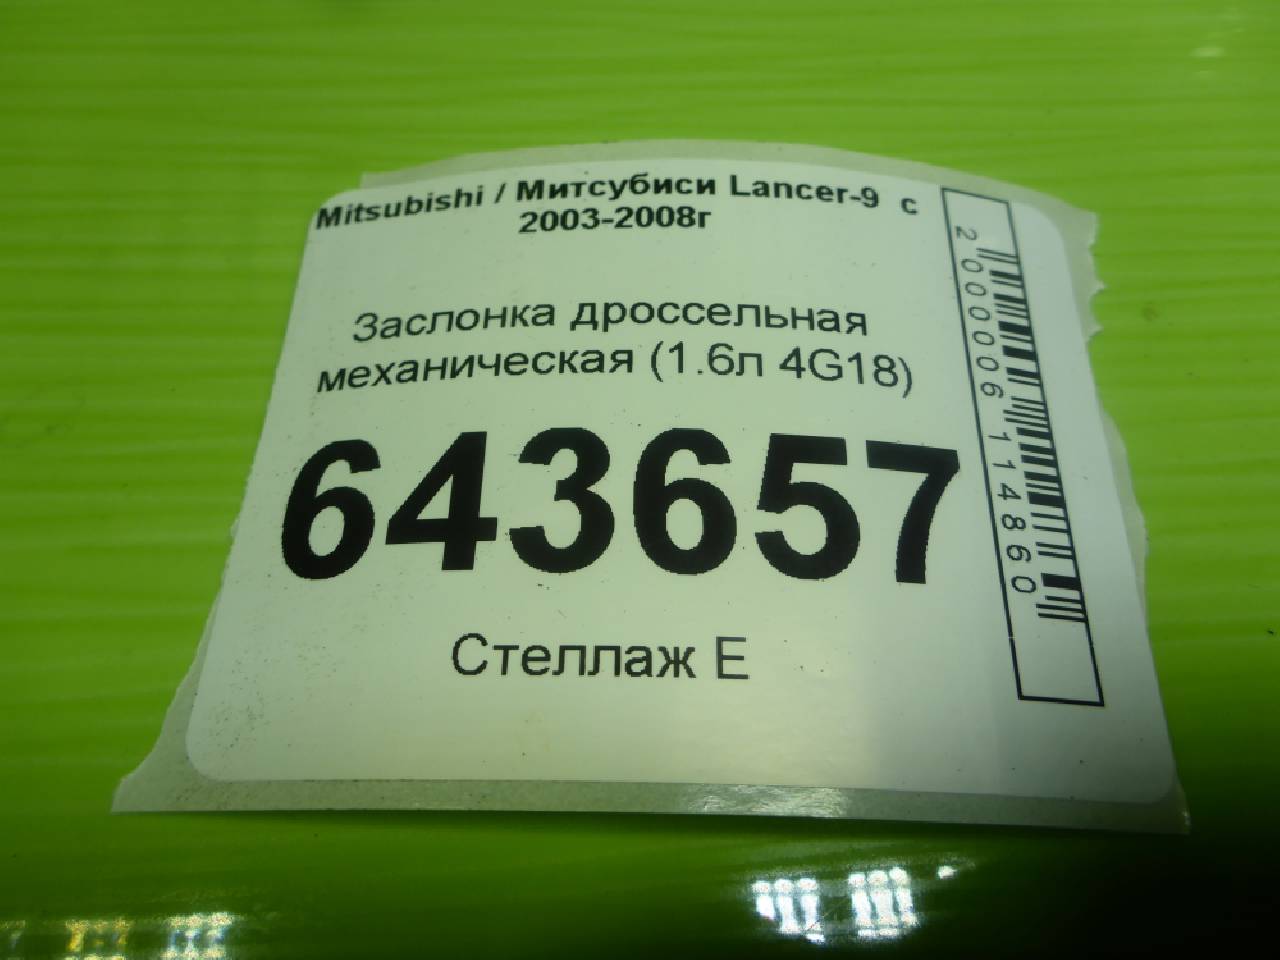 Mitsubishi / Митсубиси Lancer-9 с
2003-2008г
Заслонка дроссельная
механическая (1.6л 4G18)
643657
Стеллаж Е
2000006114860